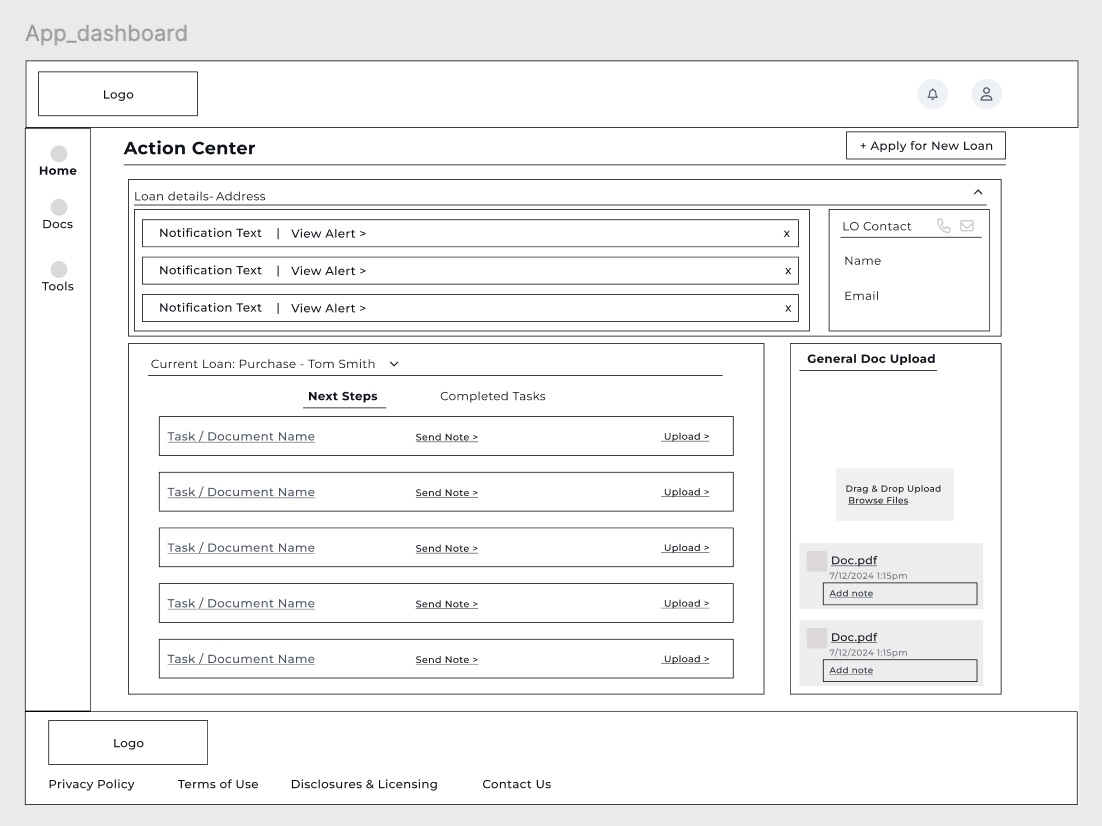 App_dashboard
Logo
Home
Docs
Tools
Action Center
+ Apply for New Loan
Loan details- Address
Notification Text | View Alert > x
Notification Text | View Alert > x
Notification Text | View Alert > x
LO Contact
Name
Email
Current Loan: Purchase - Tom Smith
Next Steps Completed Tasks
Task / Document Name Send Note > Upload >
Task / Document Name Send Note > Upload >
Task / Document Name Send Note > Upload >
Task / Document Name Send Note > Upload >
Task / Document Name Send Note > Upload >
General Doc Upload
Drag & Drop Upload
Browse Files
Doc.pdf
7/12/2024 1:15pm
Add note
Doc.pdf
7/12/2024 1:15pm
Add note
Logo
Privacy Policy Terms of Use Disclosures & Licensing Contact Us